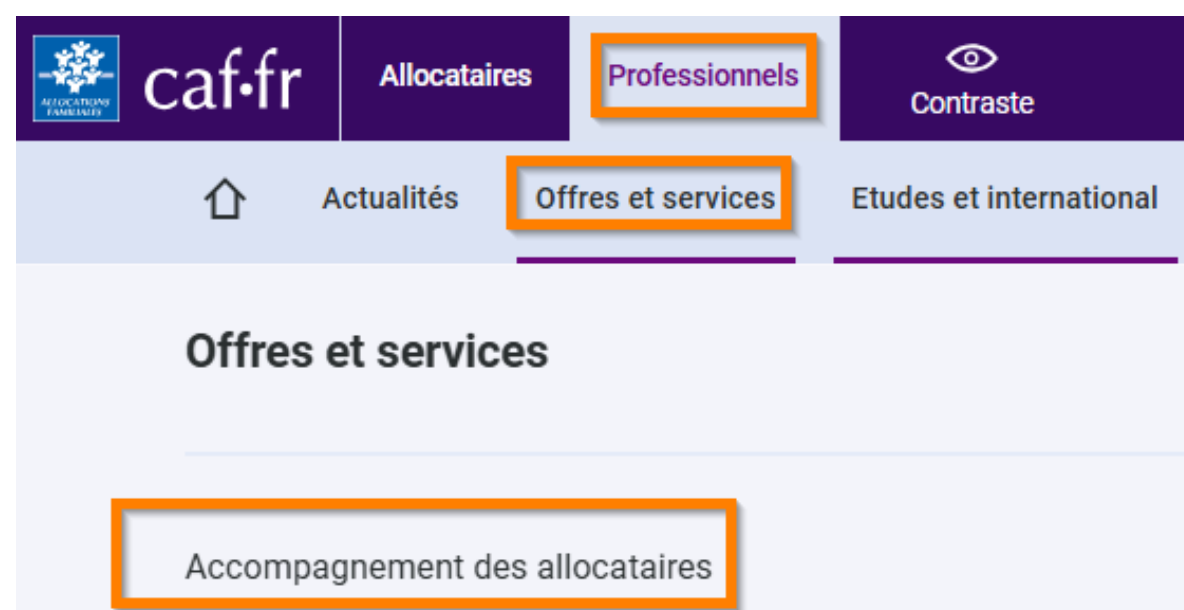 caf.fr Allocataires Professionnels Contraste
ALLOCATIONS
FAMILIALES
Actualités Offres et services Etudes et international
Offres et services
Accompagnement des allocataires